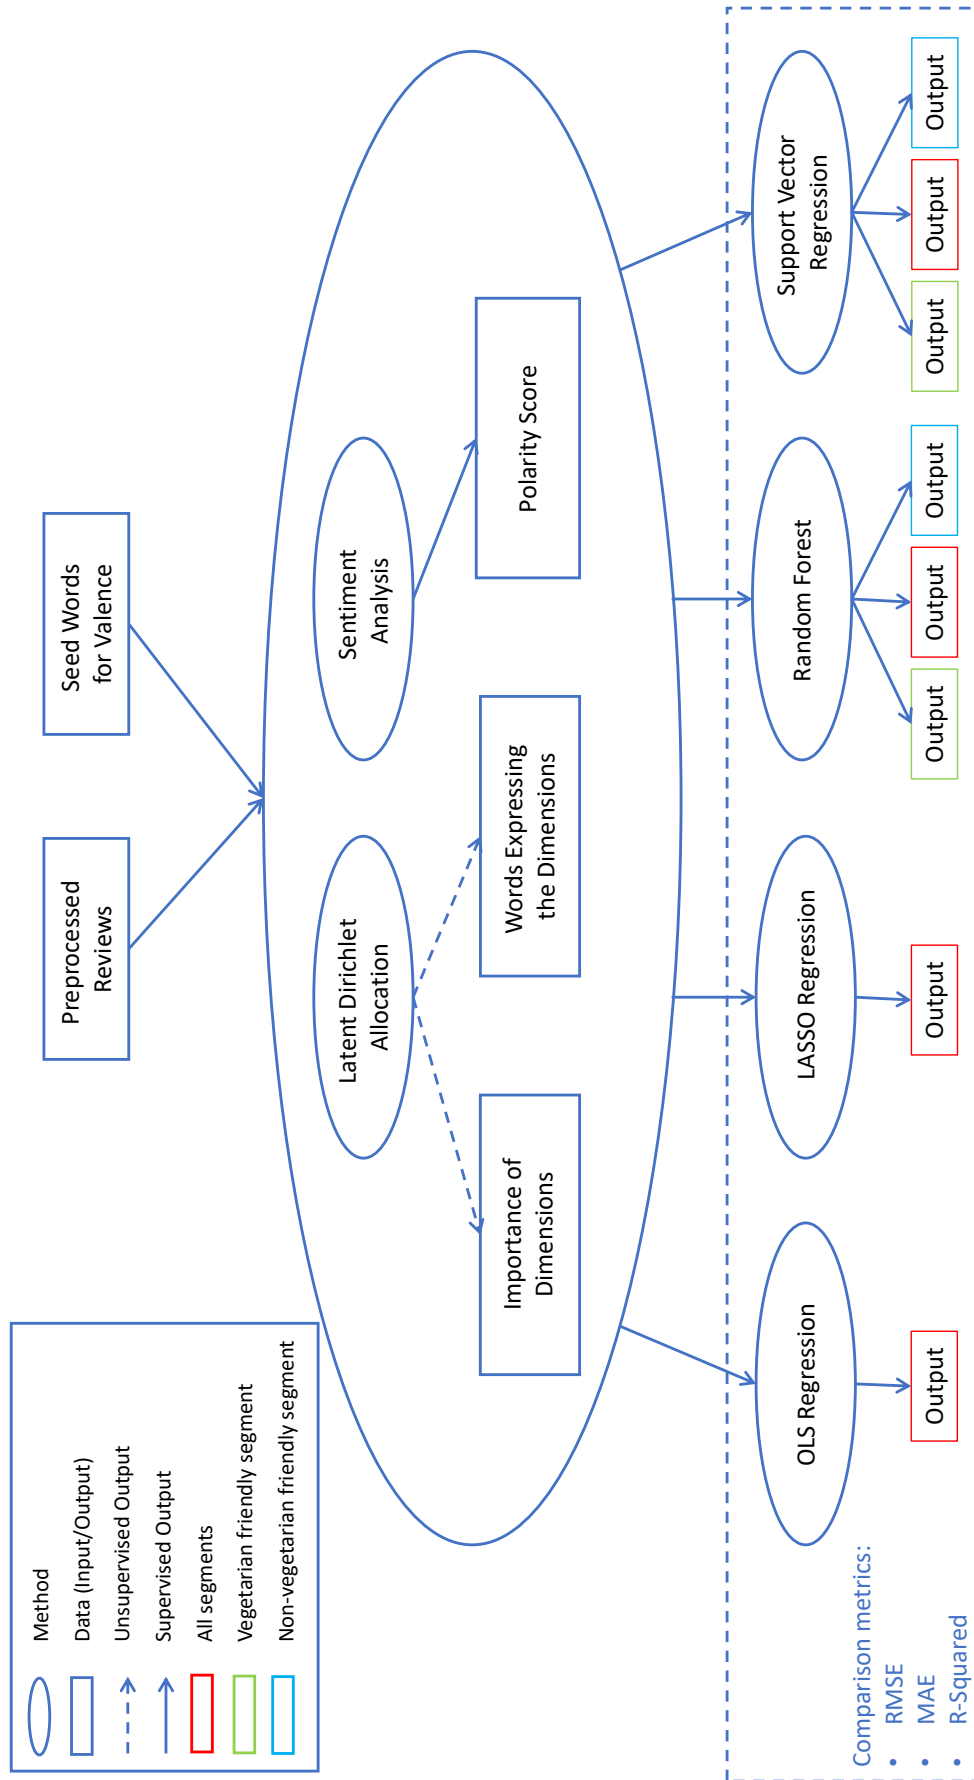 Method
Data (Input/Output)
Unsupervised Output
Supervised Output
All segments
Vegetarian friendly segment
Non-vegetarian friendly segment
Preprocessed
Reviews
Seed Words
for Valence
Latent Dirichlet
Allocation
Sentiment
Analysis
Importance of
Dimensions
Words Expressing
the Dimensions
Polarity Score
OLS Regression
LASSO Regression
Random Forest
Support Vector
Regression
Output
Output
Output
Output
Output
Output
Output
Output
Comparison metrics:
• RMSE
• MAE
• R-Squared